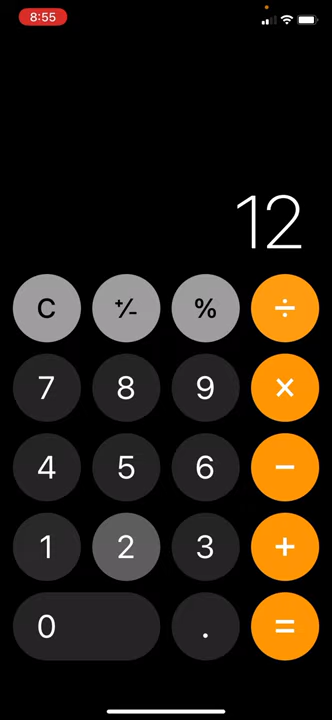 8:55
12
C ⁺∕₋ % ÷
7 8 9 ×
4 5 6 −
1 2 3 +
0 . =